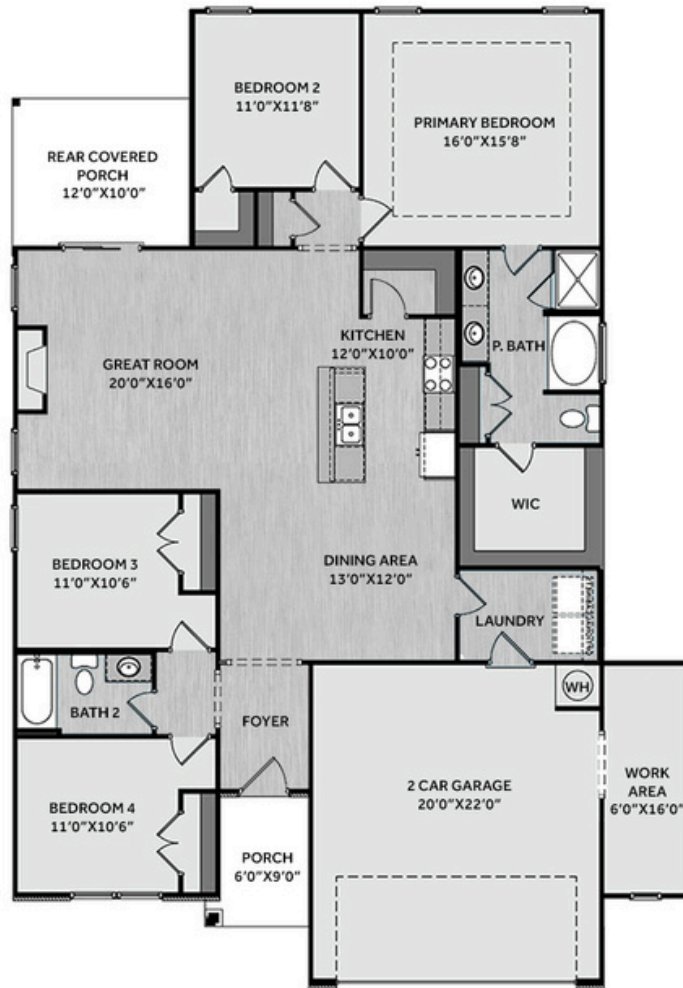 BEDROOM 2
11'0"X11'8"
PRIMARY BEDROOM
16'0"X15'8"
REAR COVERED
PORCH
12'0"X10'0"
KITCHEN
12'0"X10'0"
P. BATH
GREAT ROOM
20'0"X16'0"
WIC
BEDROOM 3
11'0"X10'6"
DINING AREA
13'0"X12'0"
LAUNDRY
BATH 2
FOYER
WH
BEDROOM 4
11'0"X10'6"
2 CAR GARAGE
20'0"X22'0"
WORK
AREA
6'0"X16'0"
PORCH
6'0"X9'0"